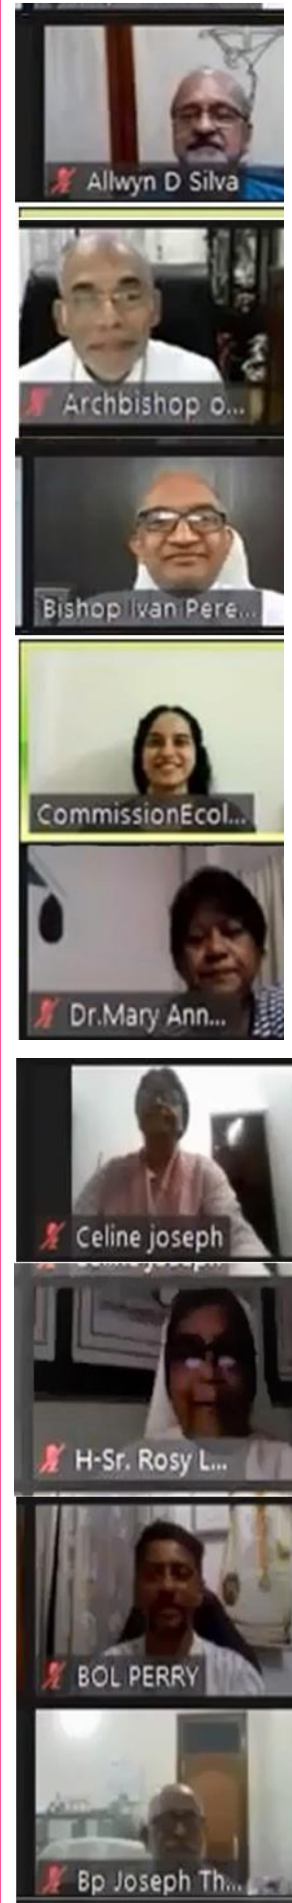 Allwyn D Silva
Archbishop o...
Bishop Ivan Pere...
CommissionEcol...
Dr.Mary Ann...
Celine joseph
H-Sr. Rosy L...
BOL PERRY
Bp Joseph Th...